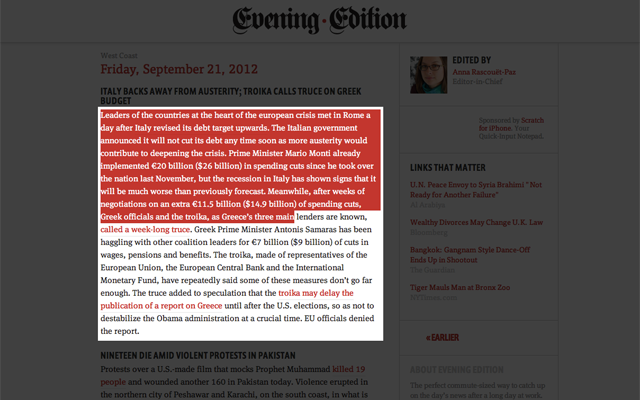 Evening·Edition
West Coast
Friday, September 21, 2012
ITALY BACKS AWAY FROM AUSTERITY; TROIKA CALLS TRUCE ON GREEK
BUDGET
Leaders of the countries at the heart of the european crisis met in Rome a
day after Italy revised its debt target upwards. The Italian government
announced it will not cut its debt any time soon as more austerity would
contribute to deepening the crisis. Prime Minister Mario Monti already
implemented €20 billion ($26 billion) in spending cuts since he took over
the nation last November, but the recession in Italy has shown signs that it
will be much worse than previously forecast. Meanwhile, after weeks of
negotiations on an extra €11.5 billion ($14.9 billion) of spending cuts,
Greek officials and the troika, as Greece's three main lenders are known,
called a week-long truce. Greek Prime Minister Antonis Samaras has been
haggling with other coalition leaders for €7 billion ($9 billion) of cuts in
wages, pensions and benefits. The troika, made of representatives of the
European Union, the European Central Bank and the International
Monetary Fund, have repeatedly said some of these measures don't go far
enough. The truce added to speculation that the troika may delay the
publication of a report on Greece until after the U.S. elections, so as not to
destabilize the Obama administration at a crucial time. EU officials denied
the report.
NINETEEN DIE AMID VIOLENT PROTESTS IN PAKISTAN
Protests over a U.S.-made film that mocks Prophet Muhammad killed 19
people and wounded another 160 in Pakistan today. Violence erupted in
the northern city of Peshawar and Karachi, on the south coast, in what is
EDITED BY
Anna Rascouët-Paz
Editor-in-Chief
Sponsored by Scratch
for iPhone. Your
Quick-Input Notepad.
LINKS THAT MATTER
U.N. Peace Envoy to Syria Brahimi "Red
Ready for Another Failure"
Al Arabiya
Wealthy Divorces May Change U.K. Law
Bloomberg
Bangkok: Gangnam Style Dance-Off
Ends Up in Shootout
The Guardian
Tiger Mauls Man at Bronx Zoo
NYTimes.com
« EARLIER
ABOUT EVENING EDITION
The perfect commute-sized way to catch up
on the day's news after a long day at work.